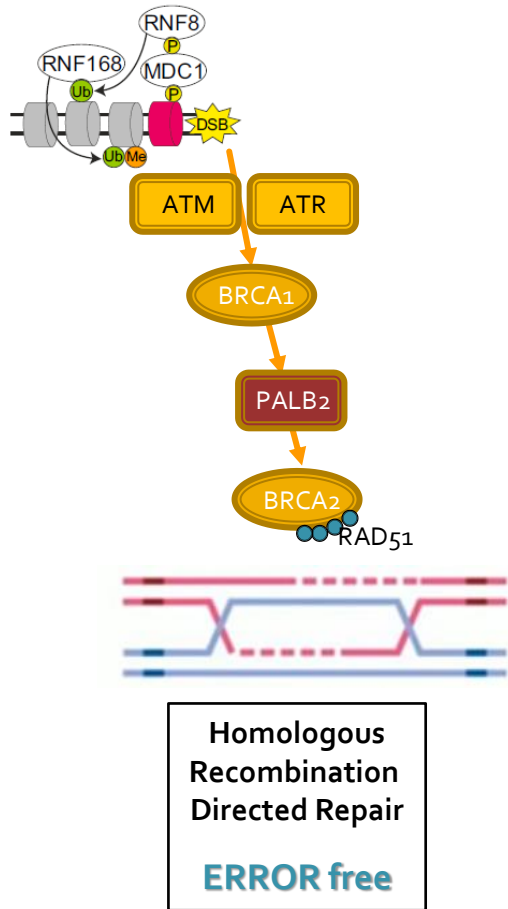 RNF8
P
RNF168
MDC1
Ub
P
DSB
Ub Me
ATM ATR
BRCA1
PALB2
BRCA2
RAD51
Homologous
Recombination
Directed Repair
ERROR free